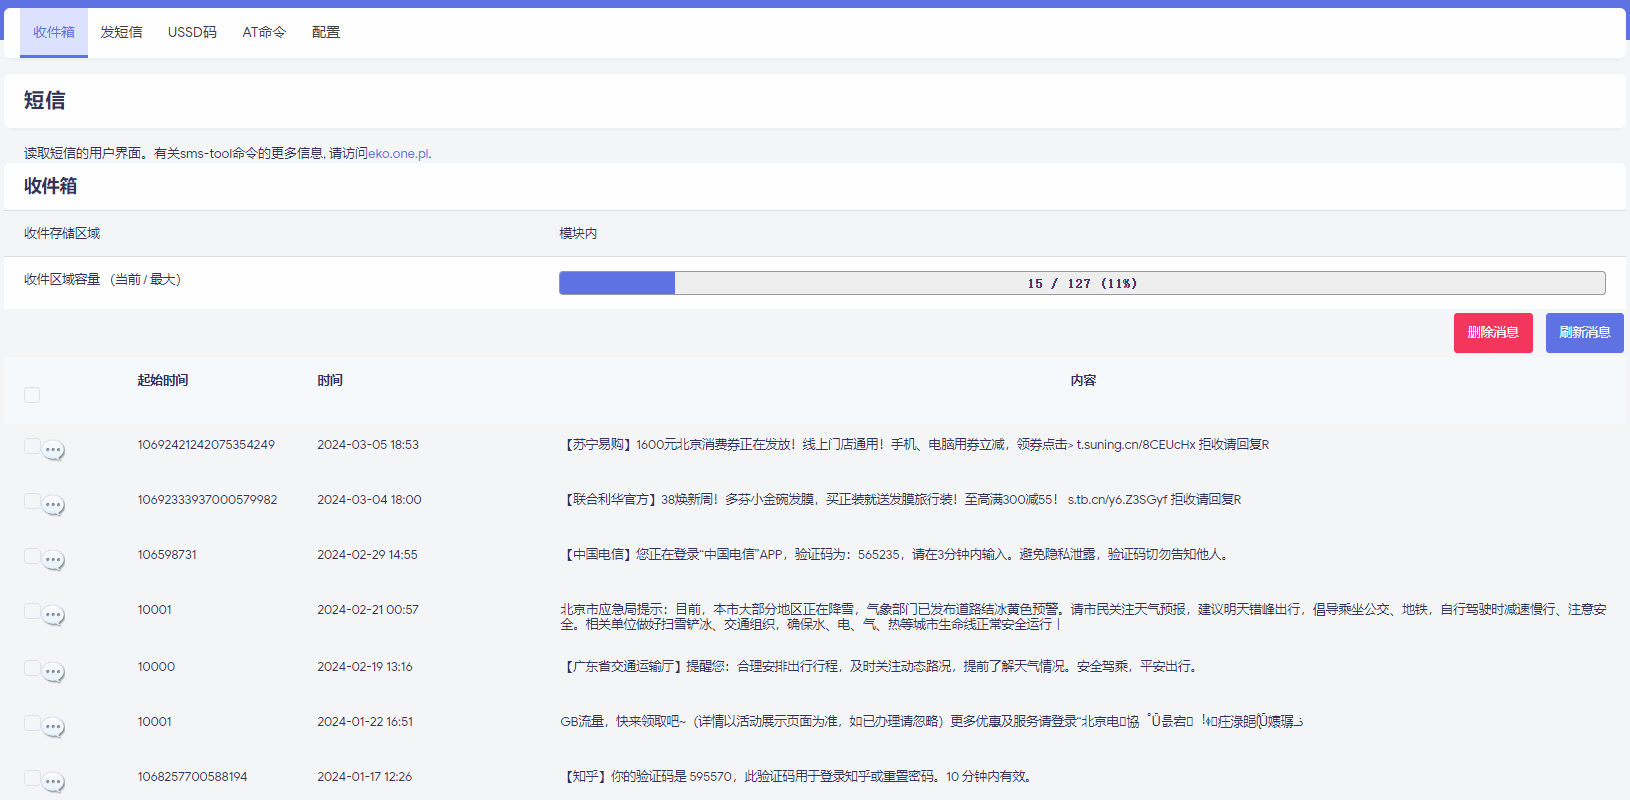 收件箱 发短信 USSD码 AT命令 配置
短信
读取短信的用户界面。有关sms-tool命令的更多信息, 请访问eko.one.pl.
收件箱
收件存储区域 模块内
收件区域容量 （当前 / 最大） 15 / 127 (11%)
删除消息 刷新消息
起始时间 时间 内容
10692421242075354249 2024-03-05 18:53 【苏宁易购】1600元北京消费券正在发放！线上门店通用！手机、电脑用券立减，领券点击> t.suning.cn/8CEUcHx 拒收请回复R
10692333937000579982 2024-03-04 18:00 【联合利华官方】38焕新周！多芬小金碗发膜，买正装就送发膜旅行装！至高满300减55！ s.tb.cn/y6.Z3SGyf 拒收请回复R
106598731 2024-02-29 14:55 【中国电信】您正在登录“中国电信”APP，验证码为：565235，请在3分钟内输入。避免隐私泄露，验证码切勿告知他人。
10001 2024-02-21 00:57 北京市应急局提示：目前，本市大部分地区正在降雪，气象部门已发布道路结冰黄色预警。请市民关注天气预报，建议明天错峰出行，倡导乘坐公交、地铁，自行驾驶时减速慢行、注意安
全。相关单位做好扫雪铲冰、交通组织，确保水、电、气、热等城市生命线正常安全运行丨
10000 2024-02-19 13:16 【广东省交通运输厅】提醒您：合理安排出行行程，及时关注动态路况，提前了解天气情况。安全驾乘，平安出行。
10001 2024-01-22 16:51 GB流量，快来领取吧~（详情以活动展示页面为准，如已办理请忽略）更多优惠及服务请登录“北京电
1068257700588194 2024-01-17 12:26 【知乎】你的验证码是 595570，此验证码用于登录知乎或重置密码。10 分钟内有效。